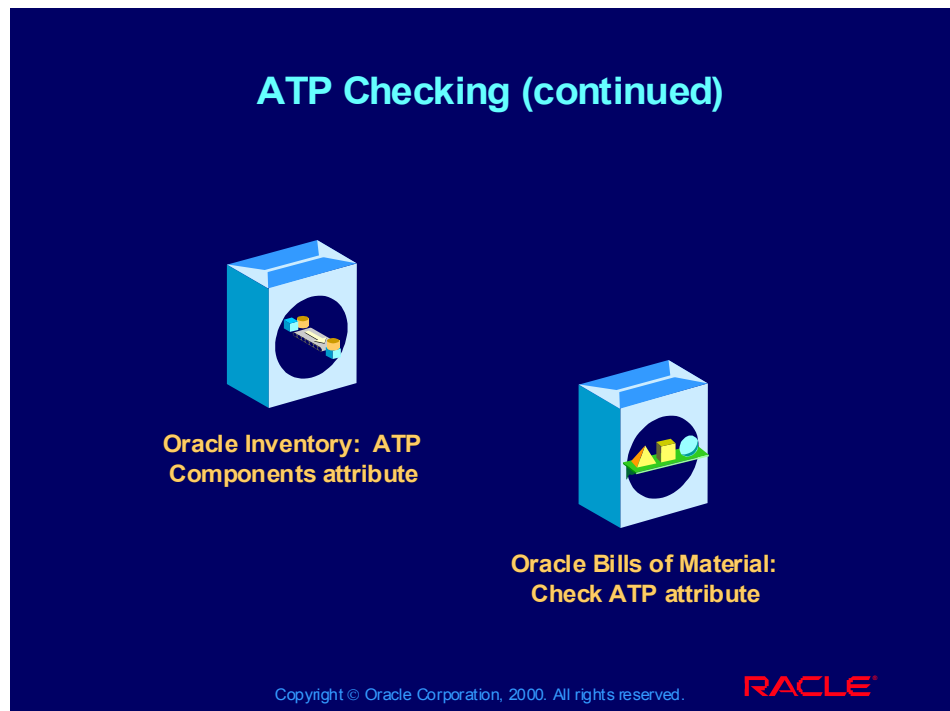 ATP Checking (continued)
Oracle Inventory: ATP
Components attribute
Oracle Bills of Material:
Check ATP attribute
Copyright © Oracle Corporation, 2000. All rights reserved.
RACLE